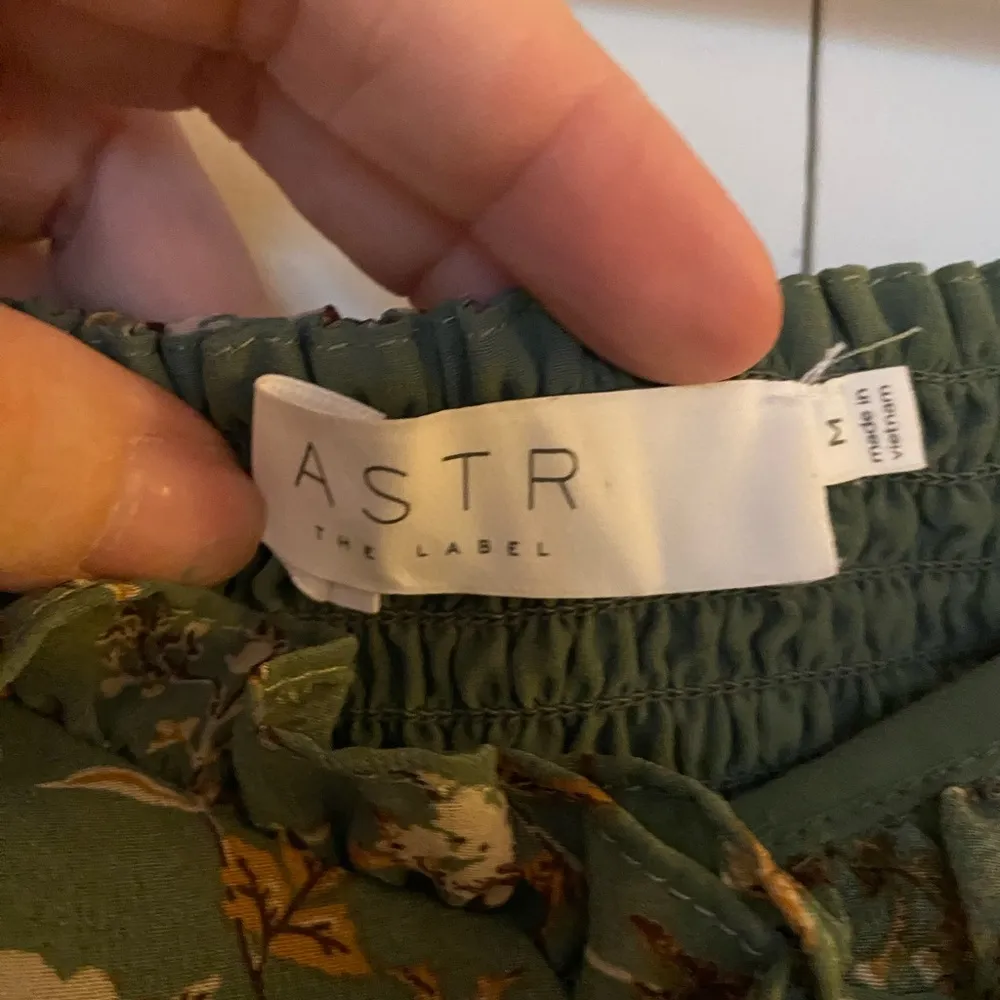 ASTR
THE LABEL
M
made in
vietnam